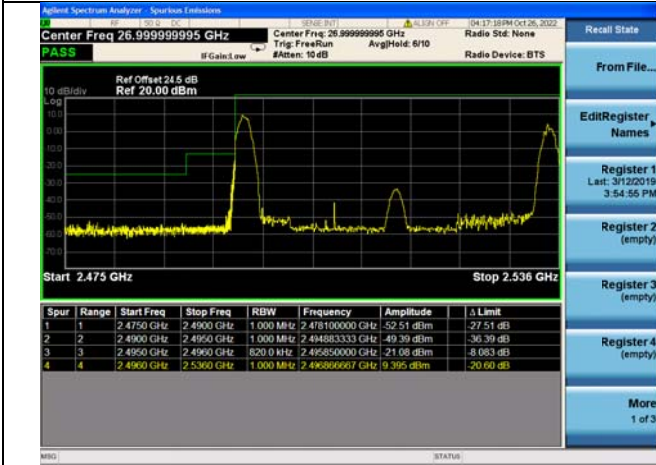 Agilent Spectrum Analyzer - Spurious Emissions
RF 50 Ω DC SENSE:INT ALIGN OFF 04:17:18 PM Oct 26, 2022
Center Freq 26.999999995 GHz
Center Freq: 26.999999995 GHz
Radio Std: None
PASS
IFGain:Low
Trig: FreeRun
Avg|Hold: 6/10
#Atten: 10 dB
Radio Device: BTS
Ref Offset 24.5 dB
10 dB/div Ref 20.00 dBm
Log
10.0
0.00
-10.0
-20.0
-30.0
-40.0
-50.0
-60.0
-70.0
Start 2.475 GHz Stop 2.536 GHz
Spur Range Start Freq Stop Freq RBW Frequency Amplitude Δ Limit
1 1 2.4750 GHz 2.4900 GHz 1.000 MHz 2.478100000 GHz -52.51 dBm -27.51 dB
2 2 2.4900 GHz 2.4950 GHz 1.000 MHz 2.494883333 GHz -49.39 dBm -36.39 dB
3 3 2.4950 GHz 2.4960 GHz 820.0 kHz 2.495850000 GHz -21.08 dBm -8.083 dB
4 4 2.4960 GHz 2.5360 GHz 1.000 MHz 2.496866667 GHz 9.395 dBm -20.60 dB
MSG STATUS
Recall State
From File...
EditRegister
Names
Register 1
Last: 3/12/2019
3:54:55 PM
Register 2
(empty)
Register 3
(empty)
Register 4
(empty)
More
1 of 3